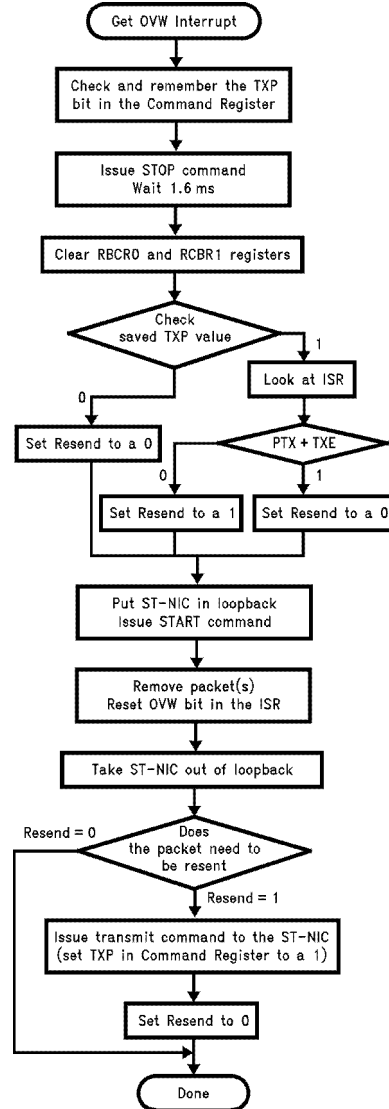 Get OVW Interrupt
Check and remember the TXP
bit in the Command Register
Issue STOP command
Wait 1.6 ms
Clear RBCR0 and RCBR1 registers
Check
saved TXP value
1
Look at ISR
0
Set Resend to a 0
PTX + TXE
0
1
Set Resend to a 1
Set Resend to a 0
Put ST-NIC in loopback
Issue START command
Remove packet(s)
Reset OVW bit in the ISR
Take ST-NIC out of loopback
Resend = 0
Does
the packet need to
be resent
Resend = 1
Issue transmit command to the ST-NIC
(set TXP in Command Register to a 1)
Set Resend to 0
Done